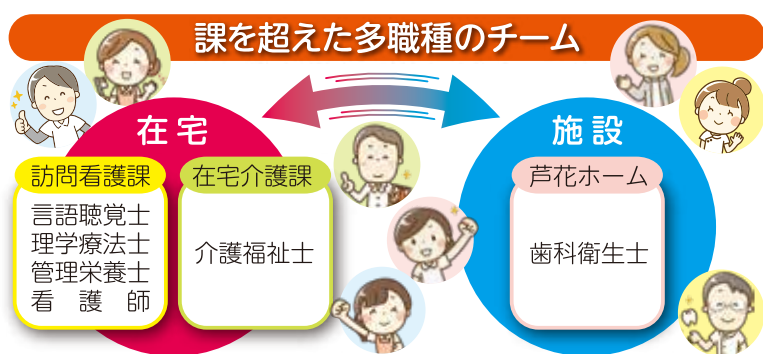 課を超えた多職種のチーム
在宅
施設
訪問看護課
言語聴覚士
理学療法士
管理栄養士
看護師
在宅介護課
介護福祉士
芦花ホーム
歯科衛生士